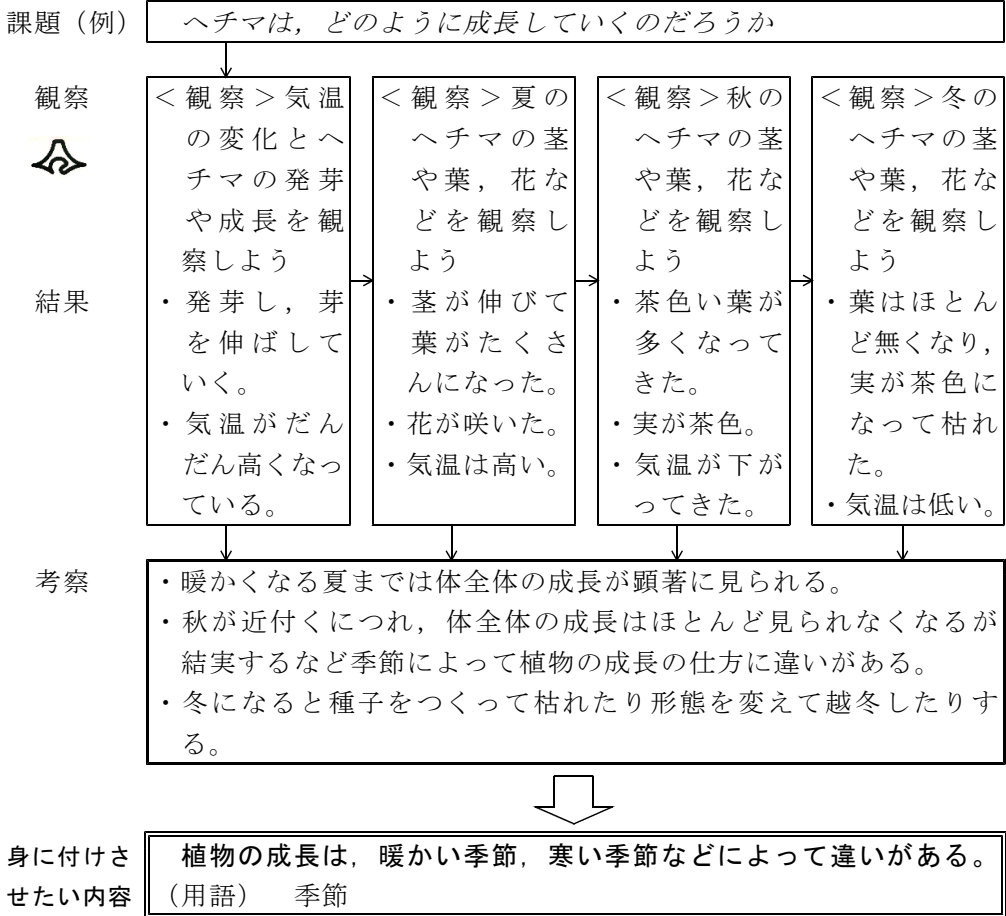 課題（例）
ヘチマは，どのように成長していくのだろうか
観察
＜観察＞気温
の変化とヘ
チマの発芽
や成長を観
察しよう
＜観察＞夏の
ヘチマの茎
や葉，花な
どを観察し
よう
＜観察＞秋の
ヘチマの茎
や葉，花な
どを観察し
よう
＜観察＞冬の
ヘチマの茎
や葉，花な
どを観察し
よう
結果
・発芽し，芽
を伸ばして
いく。
・気温がだん
だん高くなっ
ている。
・茎が伸びて
葉がたくさ
んになった。
・花が咲いた。
・気温は高い。
・茶色い葉が
多くなって
きた。
・実が茶色。
・気温が下が
ってきた。
・葉はほとん
ど無くなり，
実が茶色に
なって枯れ
た。
・気温は低い。
考察
・暖かくなる夏までは体全体の成長が顕著に見られる。
・秋が近付くにつれ，体全体の成長はほとんど見られなくなるが
結実するなど季節によって植物の成長の仕方に違いがある。
・冬になると種子をつくって枯れたり形態を変えて越冬したりす
る。
身に付けさ
せたい内容
植物の成長は，暖かい季節，寒い季節などによって違いがある。
（用語）　季節